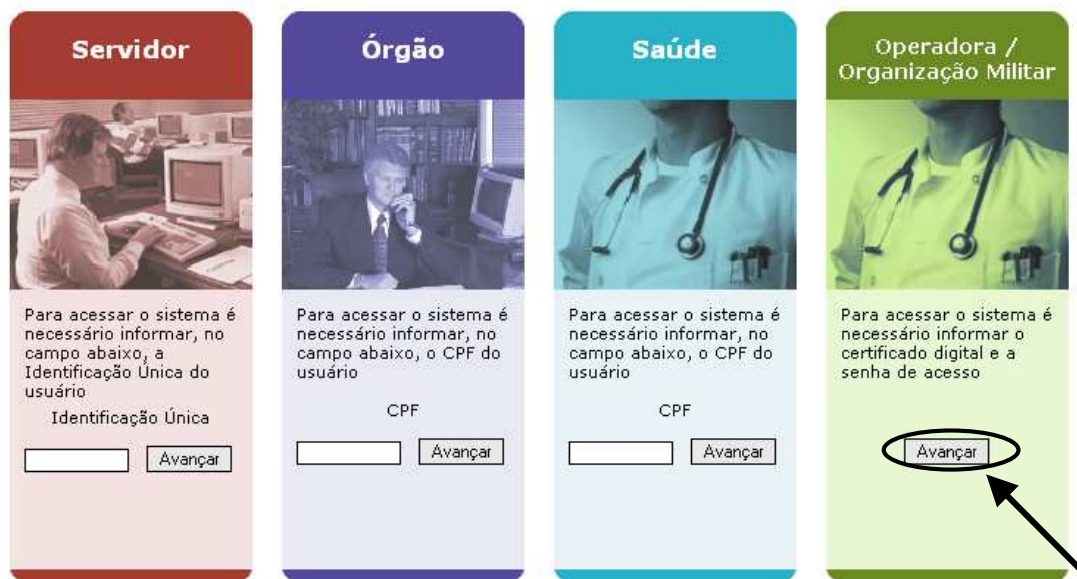 Servidor
Para acessar o sistema é
necessário informar, no
campo abaixo, a
Identificação Única do
usuário
Identificação Única
Avançar
Órgão
Para acessar o sistema é
necessário informar, no
campo abaixo, o CPF do
usuário
CPF
Avançar
Saúde
Para acessar o sistema é
necessário informar, no
campo abaixo, o CPF do
usuário
CPF
Avançar
Operadora /
Organização Militar
Para acessar o sistema é
necessário informar o
certificado digital e a
senha de acesso
Avançar